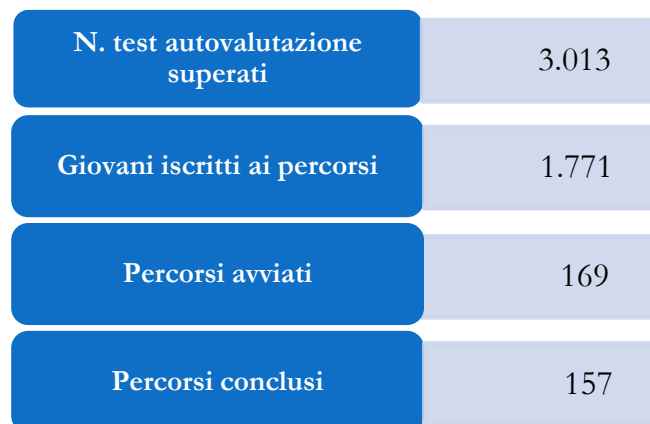 N. test autovalutazione
superati
3.013
Giovani iscritti ai percorsi
1.771
Percorsi avviati
169
Percorsi conclusi
157